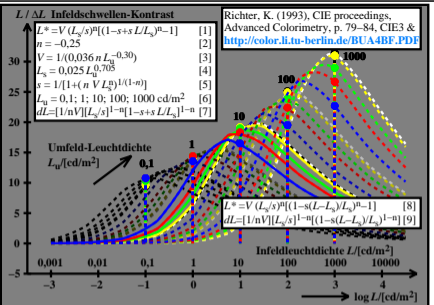 L / ΔL Infeldschwellen-Kontrast
L*=V (Ls/s)ⁿ[(1–s+s L/Ls)ⁿ–1] [1]
n = –0,25 [2]
V = 1/(0,036 n Lu^–0,30) [3]
Ls = 0,025 Lu^0,705 [4]
s = 1/[1+( n V Ln)^1/(1-n)] [5]
Lu = 0,1; 1; 10; 100; 1000 cd/m² [6]
dL=[1/nV][Ls/s]^1–n[1–s+s L/Ls]^1–n [7]
Richter, K. (1993), CIE proceedings,
Advanced Colorimetry, p. 79–84, CIE3 &
http://color.li.tu-berlin.de/BUA4BF.PDF
30
25
20
15
10
5
0
–5
Umfeld-Leuchtdichte
Lu/[cd/m²]
0,1
1
10
100
1000
L*=V (Ls/s)ⁿ[(1–s(L–Ls)/Ls)ⁿ–1] [8]
dL=[1/nV][Ls/s]^1–n[(1–s(L–Ls)/Ls)^1–n] [9]
Infeldleuchtdichte L/[cd/m²]
0,001 0,01 0,1 1 10 100 1000 10000
–3 –2 –1 0 1 2 3
log L/[cd/m²]